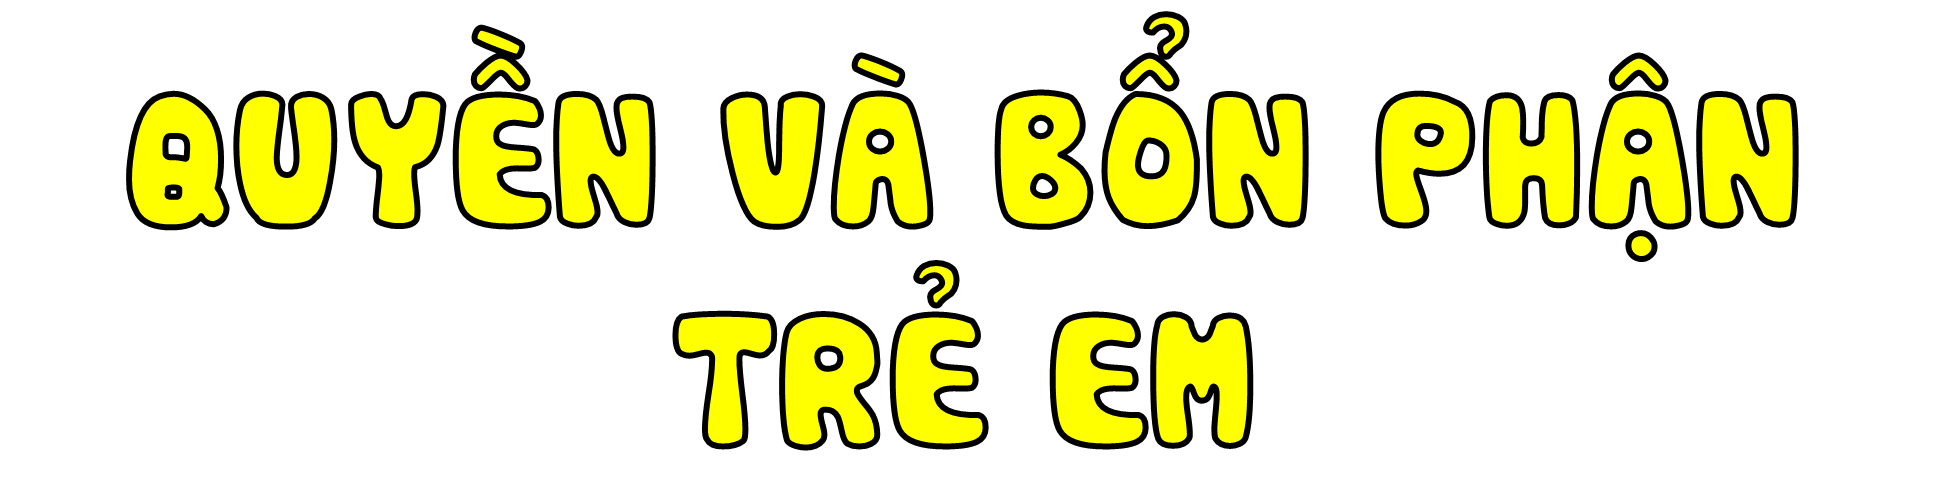 QUYỀN VÀ BỔN PHẬN
TRẺ EM